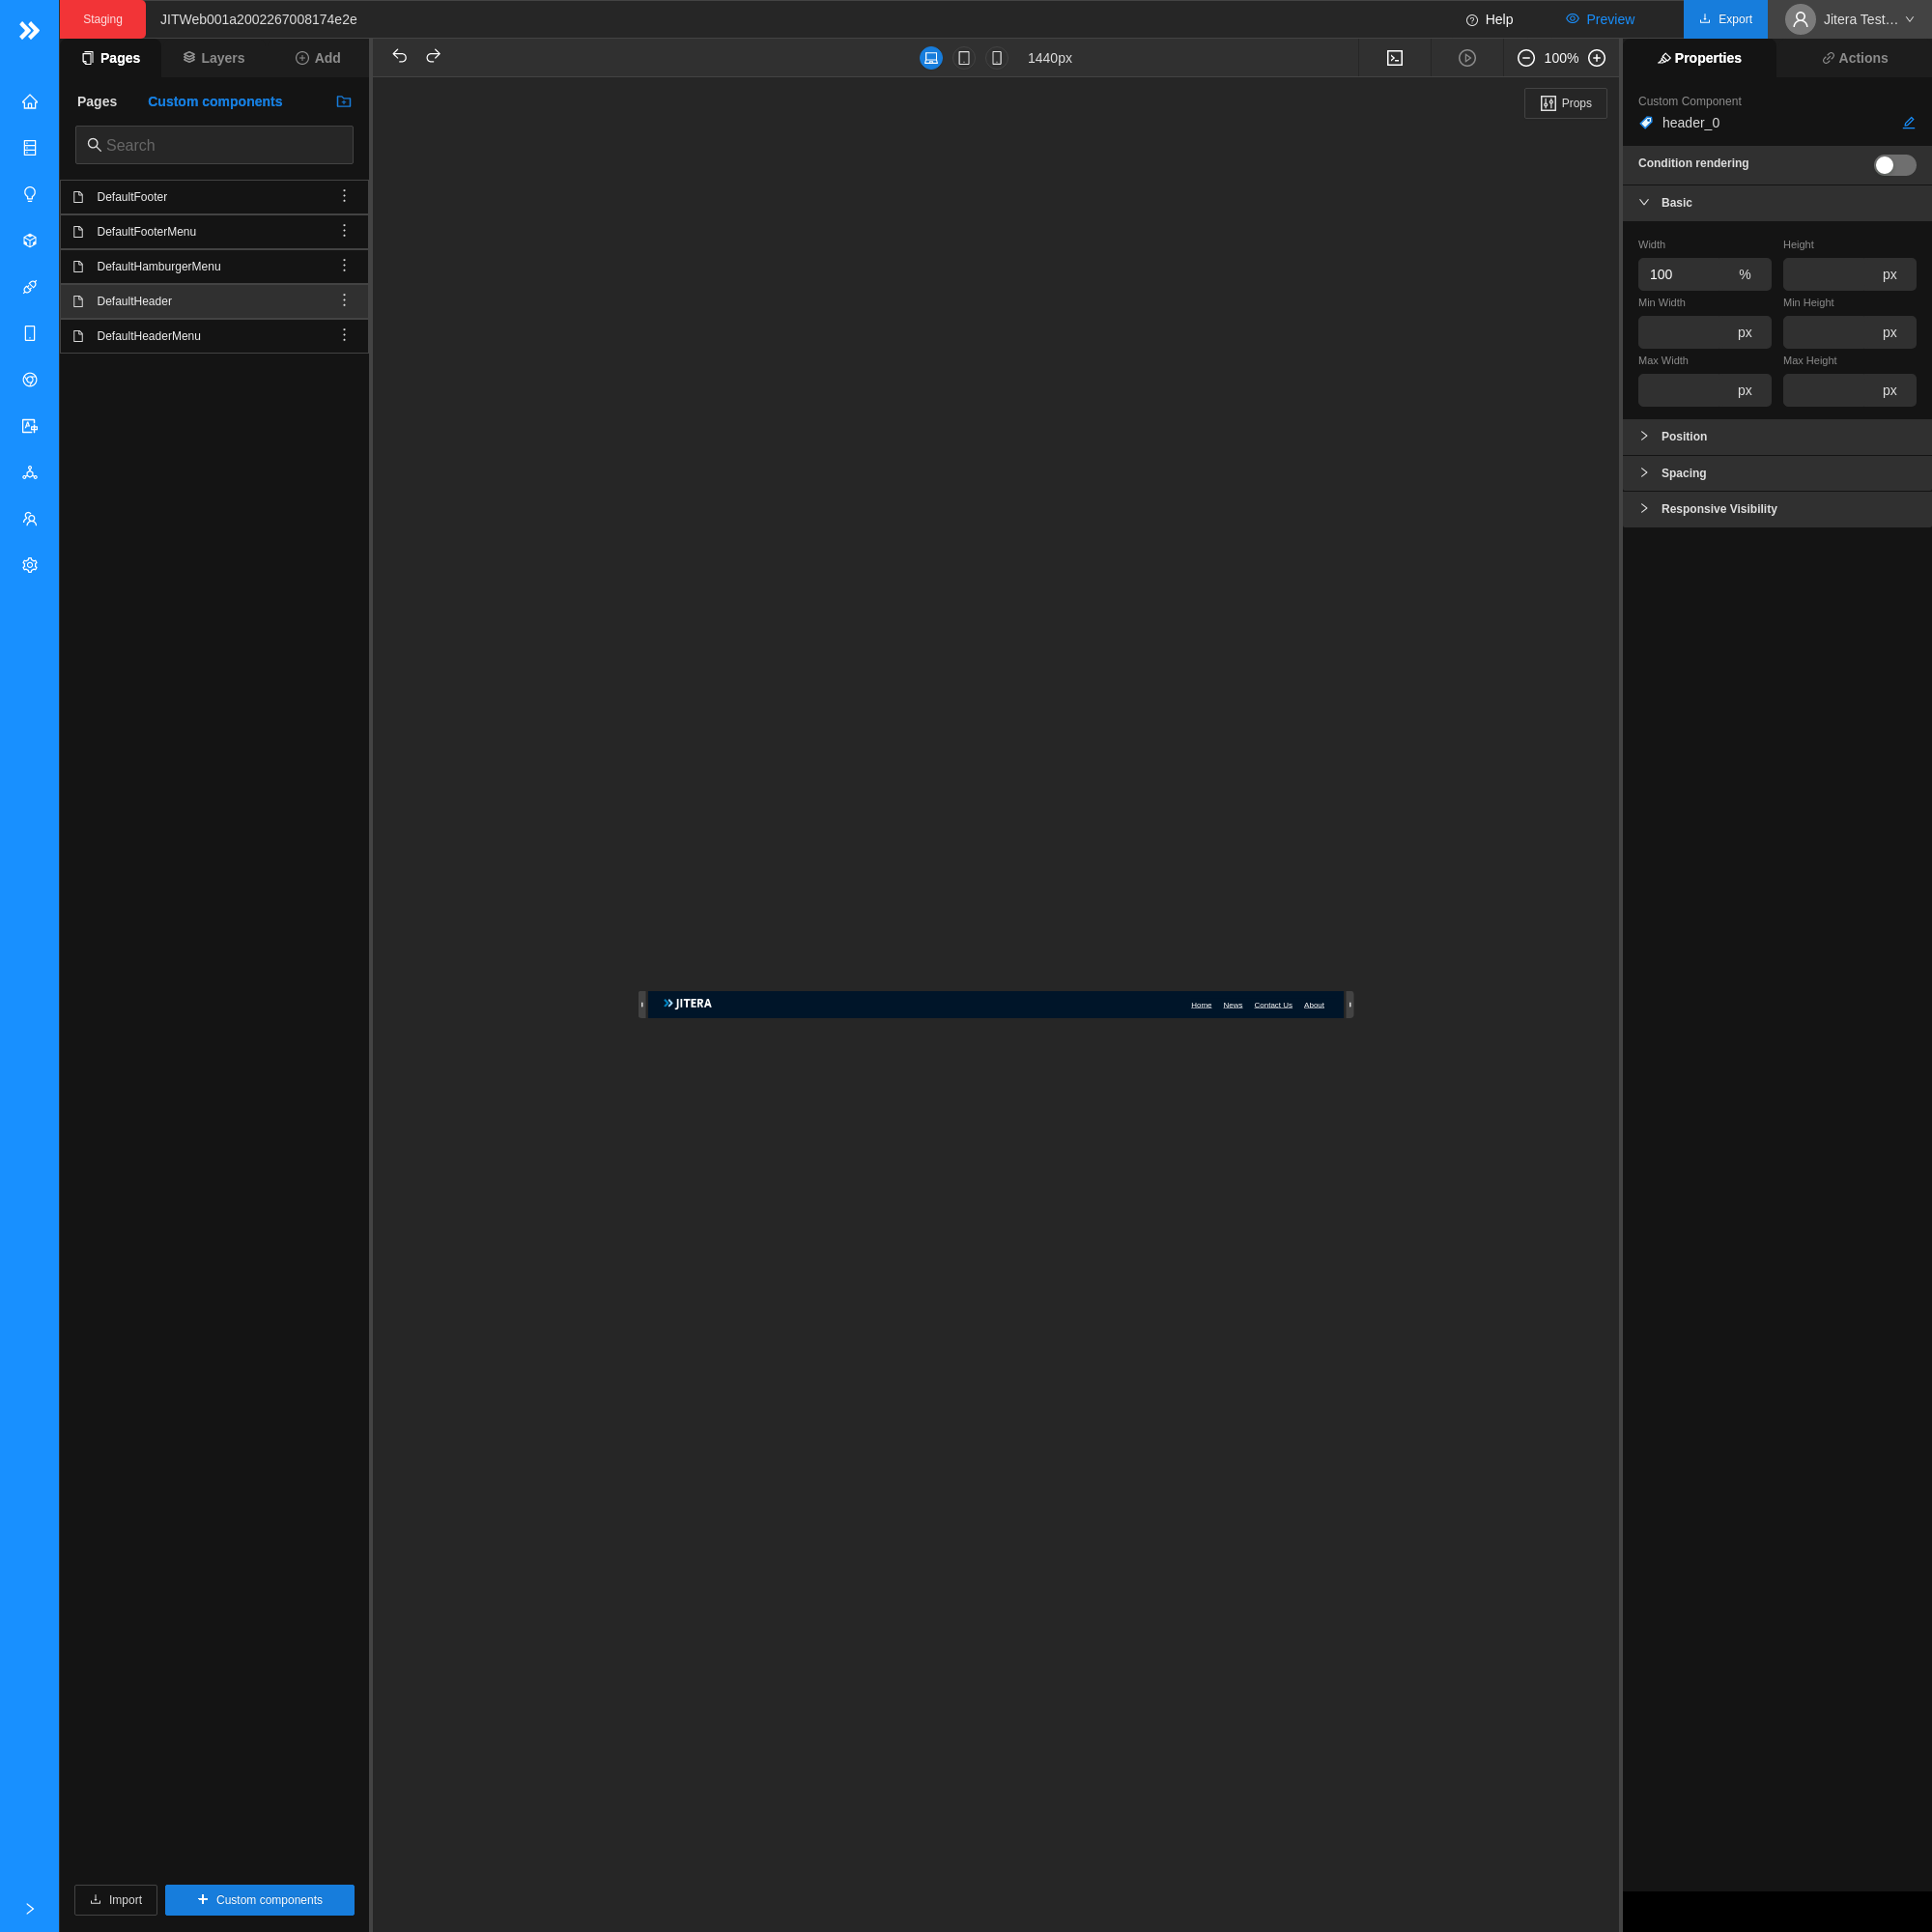 Staging
JITWeb001a2002267008174e2e
Help
Preview
Export
Jitera Test…
Pages
Layers
Add
1440px
100%
Properties
Actions
Pages
Custom components
Search
DefaultFooter
DefaultFooterMenu
DefaultHamburgerMenu
DefaultHeader
DefaultHeaderMenu
Import
Custom components
Props
JITERA
Home News Contact Us About
Custom Component
header_0
Condition rendering
Basic
Width Height
100 % px
Min Width Min Height
px px
Max Width Max Height
px px
Position
Spacing
Responsive Visibility